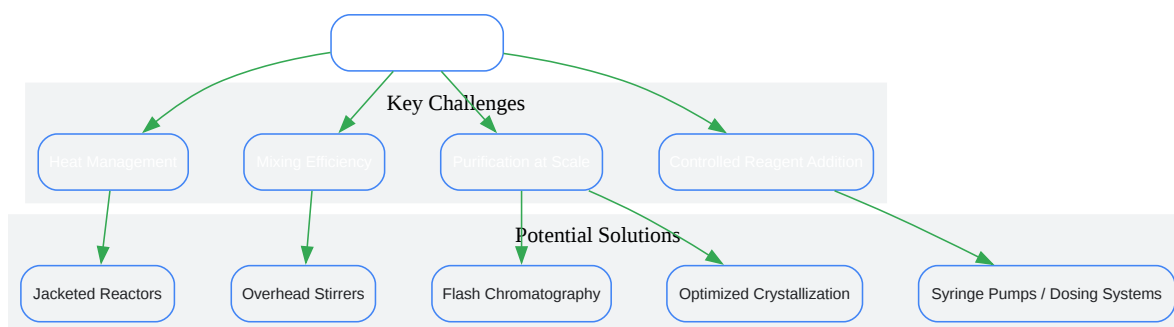 Key Challenges
Heat Management
Mixing Efficiency
Purification at Scale
Controlled Reagent Addition
Potential Solutions
Jacketed Reactors
Overhead Stirrers
Flash Chromatography
Optimized Crystallization
Syringe Pumps / Dosing Systems